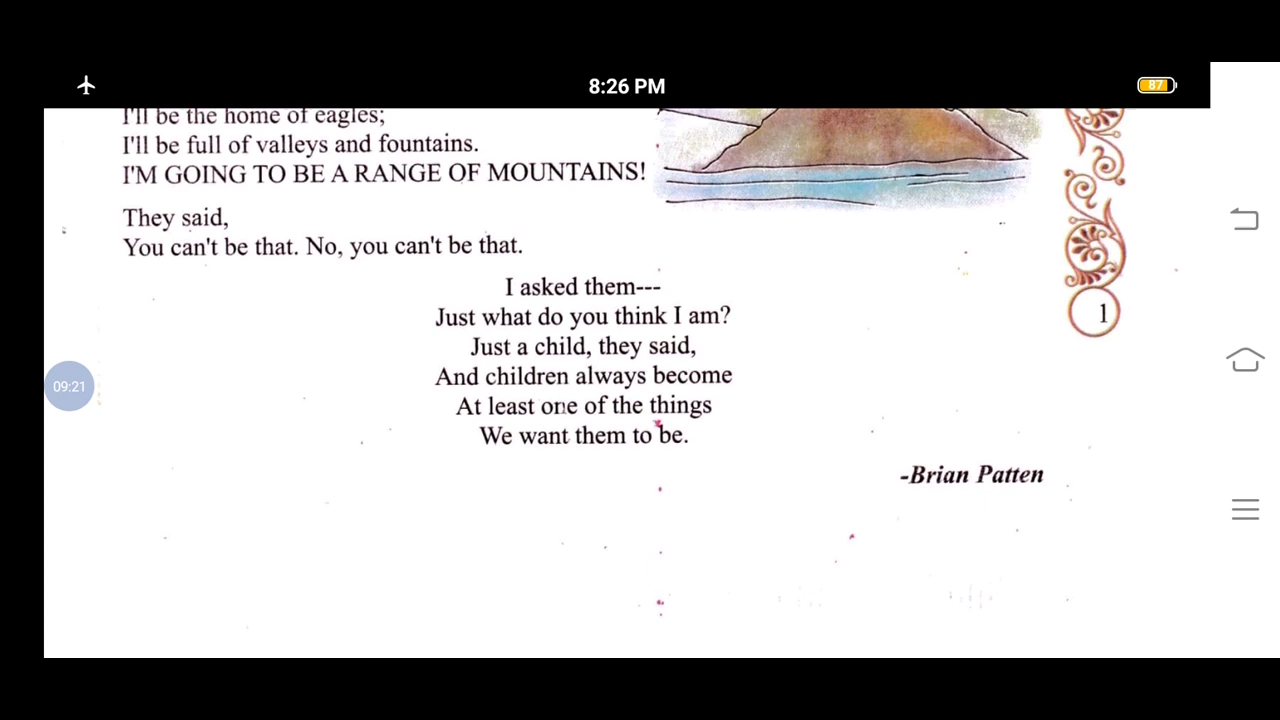 8:26 PM
87
I'll be the home of eagles;
I'll be full of valleys and fountains.
I'M GOING TO BE A RANGE OF MOUNTAINS!
They said,
You can't be that. No, you can't be that.
I asked them---
Just what do you think I am?
Just a child, they said,
And children always become
At least one of the things
We want them to be.
-Brian Patten
1
09:21